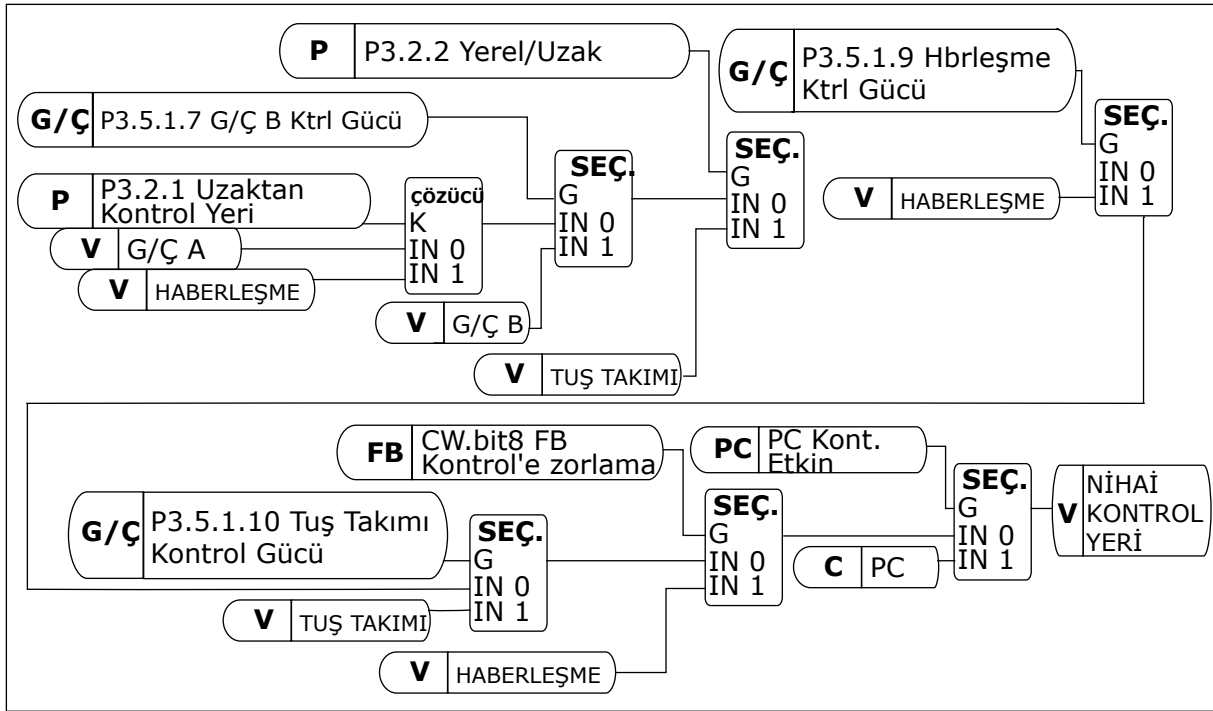 P P3.2.2 Yerel/Uzak
G/Ç P3.5.1.9 Hbrleşme
Ktrl Gücü
G/Ç P3.5.1.7 G/Ç B Ktrl Gücü
P P3.2.1 Uzaktan
Kontrol Yeri
V G/Ç A
V HABERLEŞME
ÇÖZÜCÜ
K
IN 0
IN 1
SEÇ.
G
IN 0
IN 1
V G/Ç B
SEÇ.
G
IN 0
IN 1
V TUŞ TAKIMI
SEÇ.
G
IN 0
IN 1
V HABERLEŞME
FB CW.bit8 FB
Kontrol'e zorlama
PC PC Kont.
Etkin
G/Ç P3.5.1.10 Tuş Takımı
Kontrol Gücü
SEÇ.
G
IN 0
IN 1
V TUŞ TAKIMI
SEÇ.
G
IN 0
IN 1
V HABERLEŞME
SEÇ.
G
IN 0
IN 1
C PC
V NİHAİ
KONTROL
YERİ